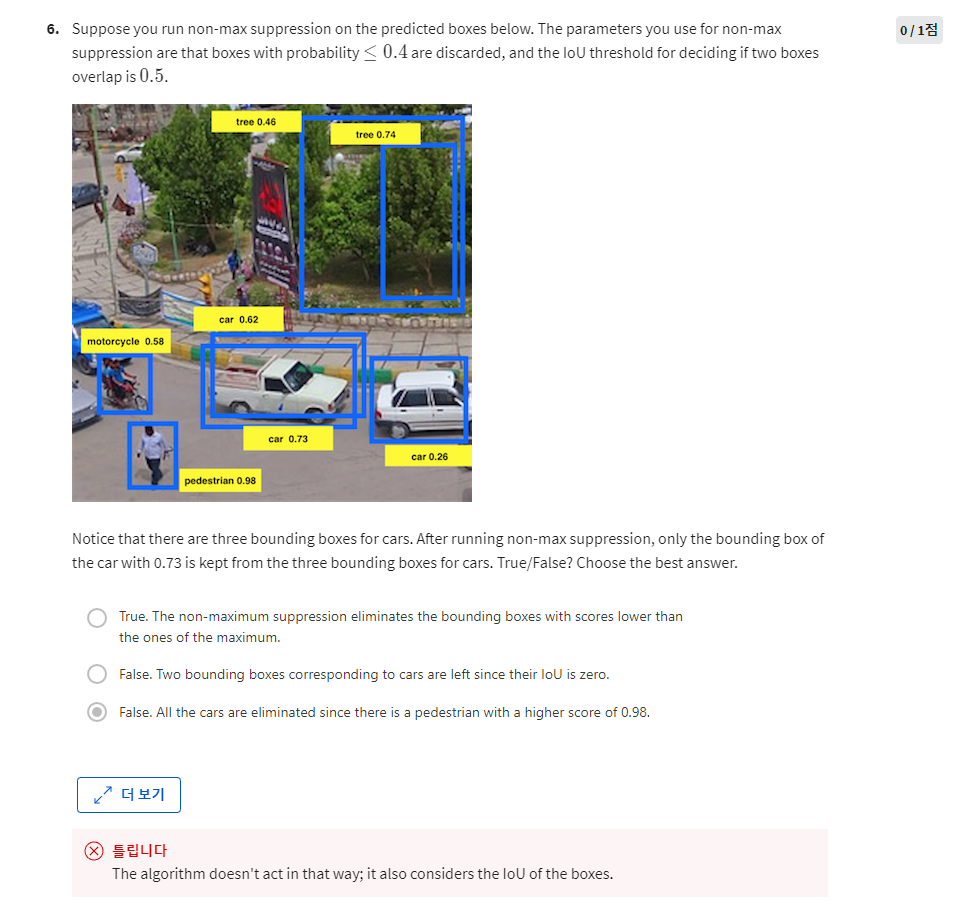 6. Suppose you run non-max suppression on the predicted boxes below. The parameters you use for non-max
suppression are that boxes with probability ≤ 0.4 are discarded, and the IoU threshold for deciding if two boxes
overlap is 0.5.
0 / 1점
tree 0.46
tree 0.74
car 0.62
motorcycle 0.58
car 0.73
car 0.26
pedestrian 0.98
Notice that there are three bounding boxes for cars. After running non-max suppression, only the bounding box of
the car with 0.73 is kept from the three bounding boxes for cars. True/False? Choose the best answer.
True. The non-maximum suppression eliminates the bounding boxes with scores lower than
the ones of the maximum.
False. Two bounding boxes corresponding to cars are left since their IoU is zero.
False. All the cars are eliminated since there is a pedestrian with a higher score of 0.98.
더 보기
틀립니다
The algorithm doesn't act in that way; it also considers the IoU of the boxes.